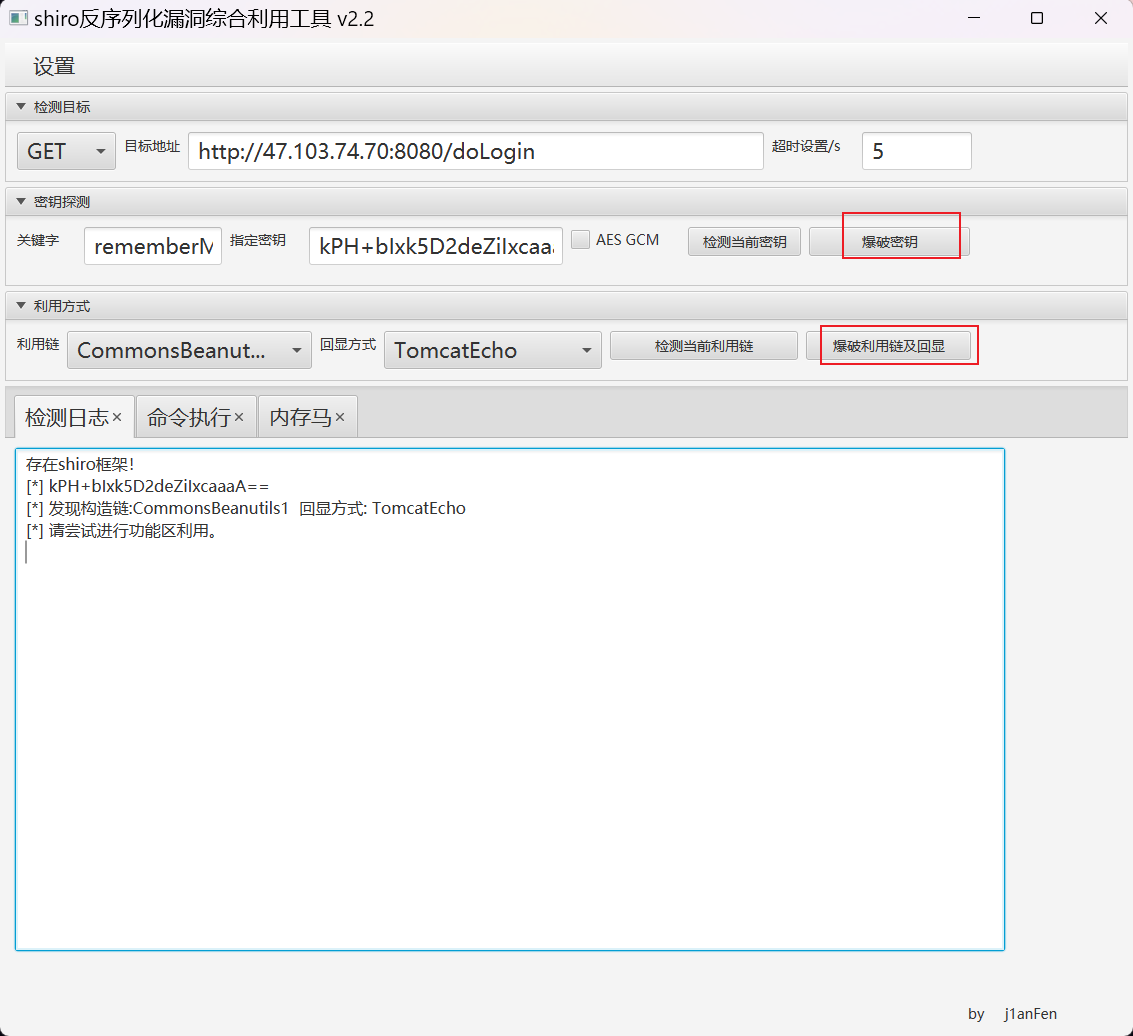 shiro反序列化漏洞综合利用工具 v2.2
设置
检测目标
GET 目标地址 http://47.103.74.70:8080/doLogin 超时设置/s 5
密钥探测
关键字 rememberM 指定密钥 kPH+bIxk5D2deZiIxcaaa. AES GCM 检测当前密钥 爆破密钥
利用方式
利用链 CommonsBeanut... 回显方式 TomcatEcho 检测当前利用链 爆破利用链及回显
检测日志× 命令执行× 内存马×
存在shiro框架!
[*] kPH+bIxk5D2deZiIxcaaaA==
[*] 发现构造链:CommonsBeanutils1 回显方式: TomcatEcho
[*] 请尝试进行功能区利用。
by j1anFen